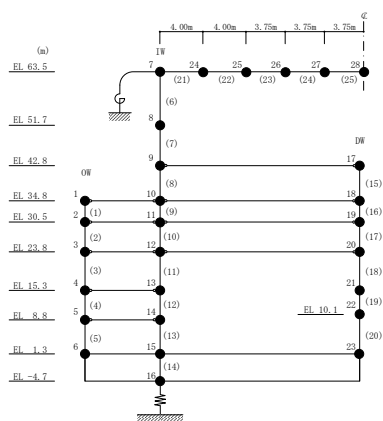 ℄
4.00m 4.00m 3.75m 3.75m 3.75m
(m) IW
EL 63.5 7 24 25 26 27 28
(21) (22) (23) (24) (25)
(6)
EL 51.7 8
(7) DW
EL 42.8 9 17
OW (8) (15)
EL 34.8 1 10 18
(1) (9) (16)
EL 30.5 2 11 19
(2) (10) (17)
EL 23.8 3 12 20
(3) (11) (18)
EL 15.3 4 13 21
(4) (12) (19)
EL 10.1 22
EL 8.8 5 14
(5) (13) (20)
EL 1.3 6 15 23
(14)
EL -4.7 16